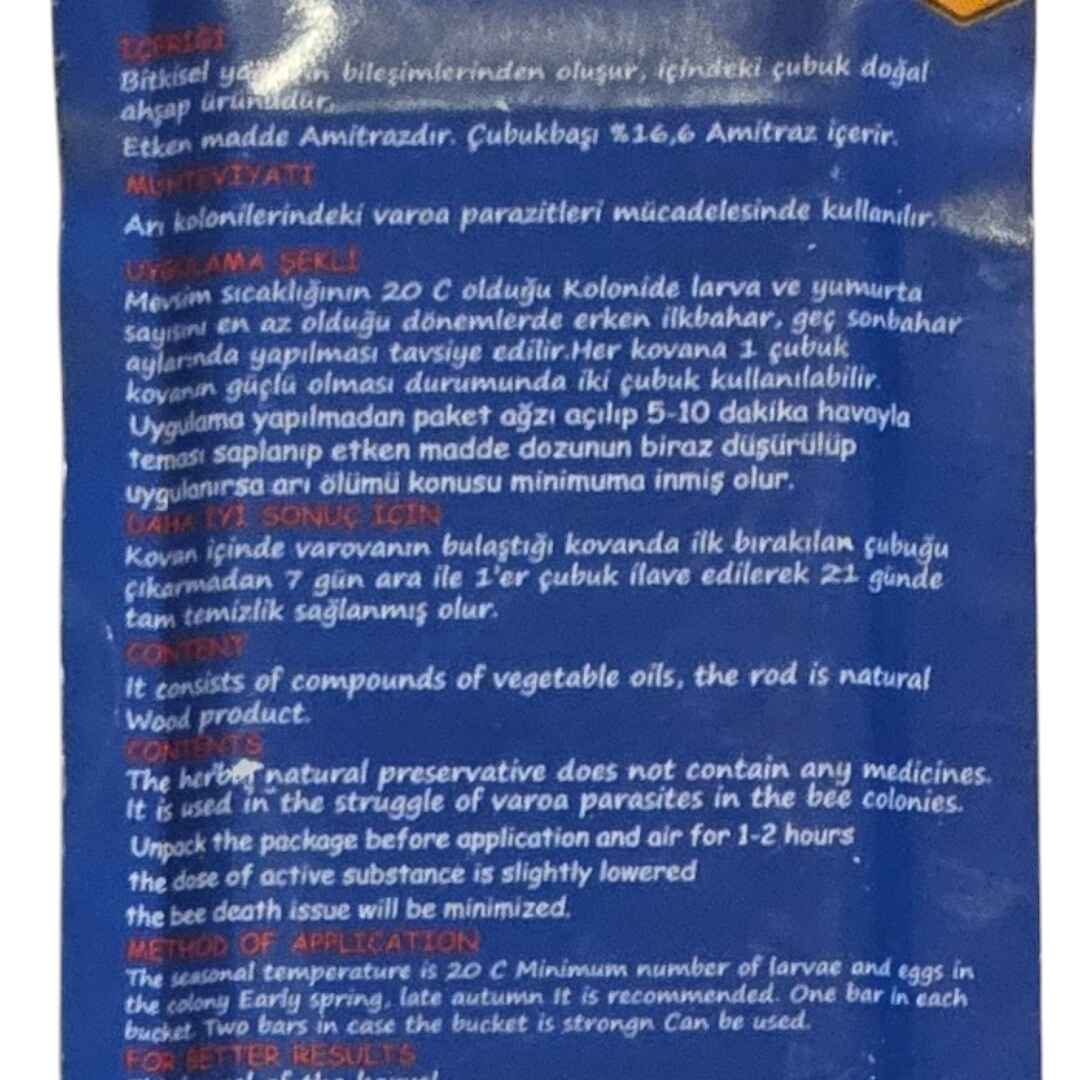 İÇERİĞİ
Bitkisel bileşimlerinden oluşur, içindeki çubuk doğal
ahşap ürünüdür.
Etken madde Amitrazdır. Çubukbaşı %16,6 Amitraz içerir.
MUHTEVİYATI
Arı kolonilerindeki varoa parazitleri mücadelesinde kullanılır.
UYGULAMA ŞEKLİ
Mevsim sıcaklığının 20 C olduğu Kolonide larva ve yumurta
sayısını en az olduğu dönemlerde erken ilkbahar, geç sonbahar
aylarında yapılması tavsiye edilir.Her kovana 1 çubuk
kovanın güçlü olması durumunda iki çubuk kullanılabilir.
Uygulama yapılmadan paket ağzı açılıp 5-10 dakika havayla
teması saplanıp etken madde dozunun biraz düşürülüp
uygulanırsa arı ölümü konusu minimuma inmiş olur.
DAHA İYİ SONUÇ İÇİN
Kovan içinde varovanın bulaştığı kovanda ilk bırakılan çubuğu
çıkarmadan 7 gün ara ile 1'er çubuk ilave edilerek 21 günde
tam temizlik sağlanmış olur.
CONTENT
It consists of compounds of vegetable oils, the rod is natural
Wood product.
CONTENTS
The natural preservative does not contain any medicines.
It is used in the struggle of varoa parasites in the bee colonies.
Unpack the package before application and air for 1-2 hours
the dose of active substance is slightly lowered
the bee death issue will be minimized.
METHOD OF APPLICATION
The seasonal temperature is 20 C Minimum number of larvae and eggs in
the colony Early spring, late autumn It is recommended. One bar in each
bucket Two bars in case the bucket is strongn Can be used.
FOR BETTER RESULTS